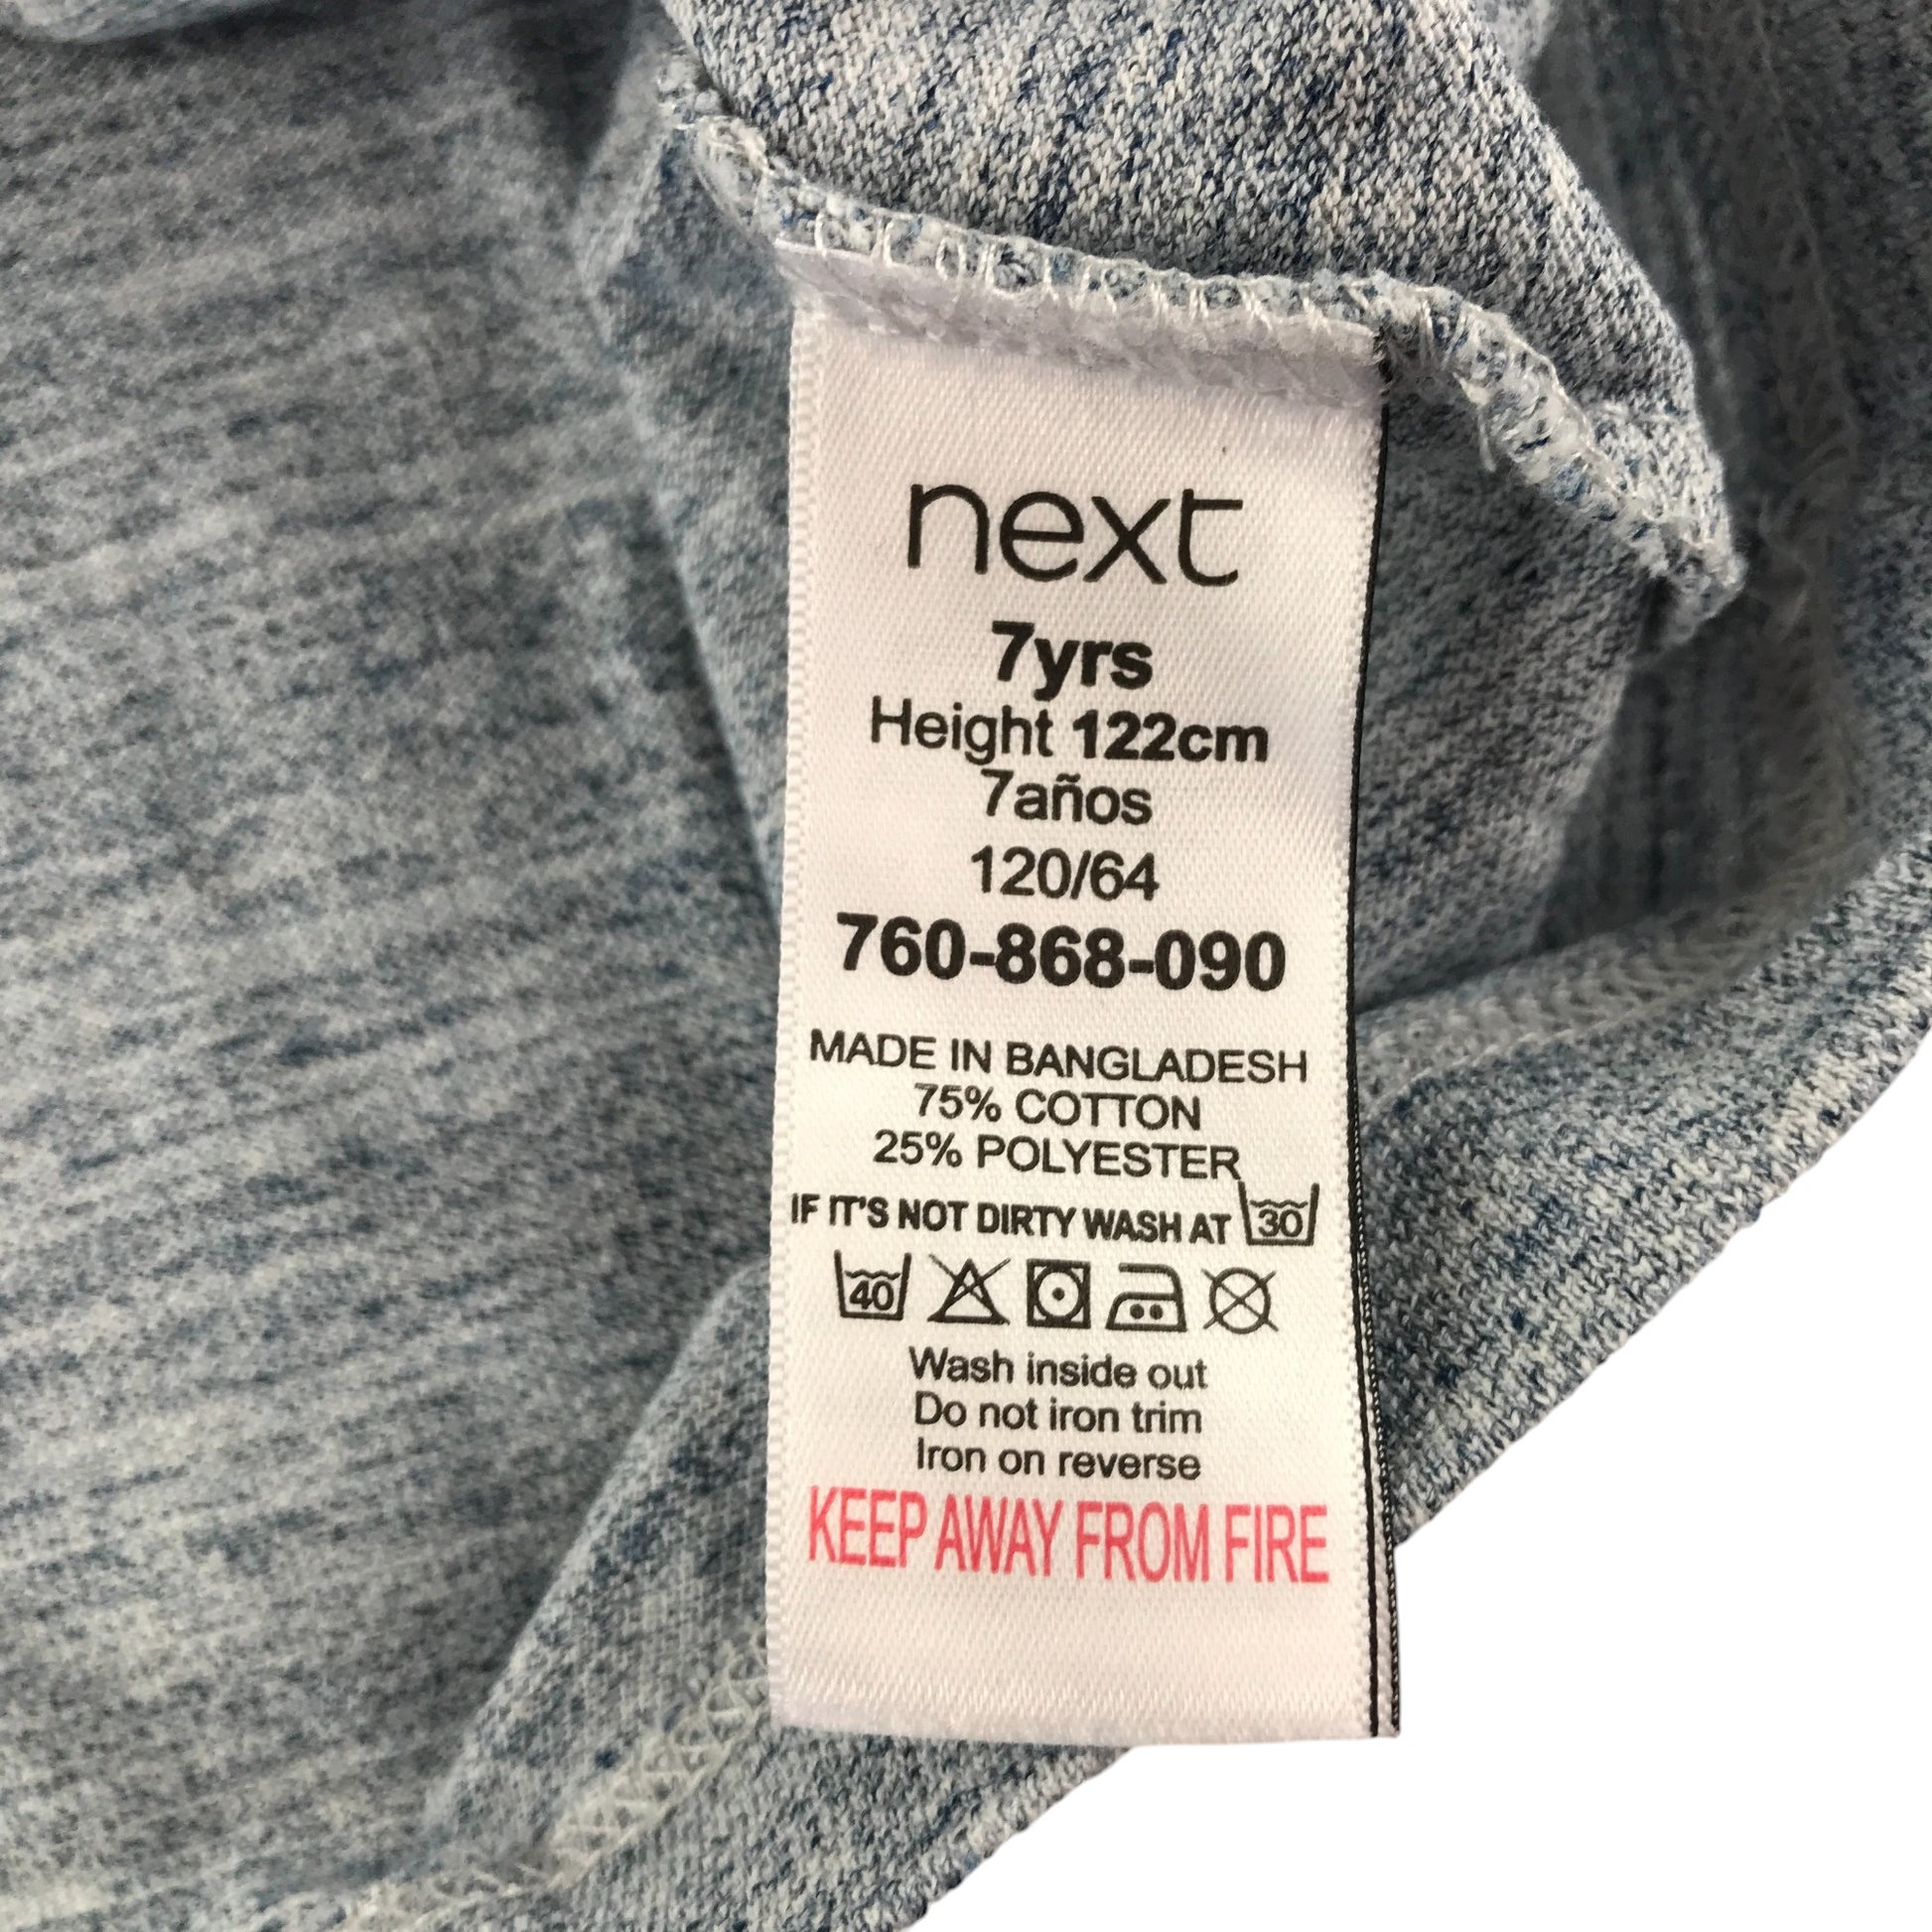 next
7yrs
Height 122cm
7años
120/64
760-868-090
MADE IN BANGLADESH
75% COTTON
25% POLYESTER
IF IT'S NOT DIRTY WASH AT 30
40
Wash inside out
Do not iron trim
Iron on reverse
KEEP AWAY FROM FIRE